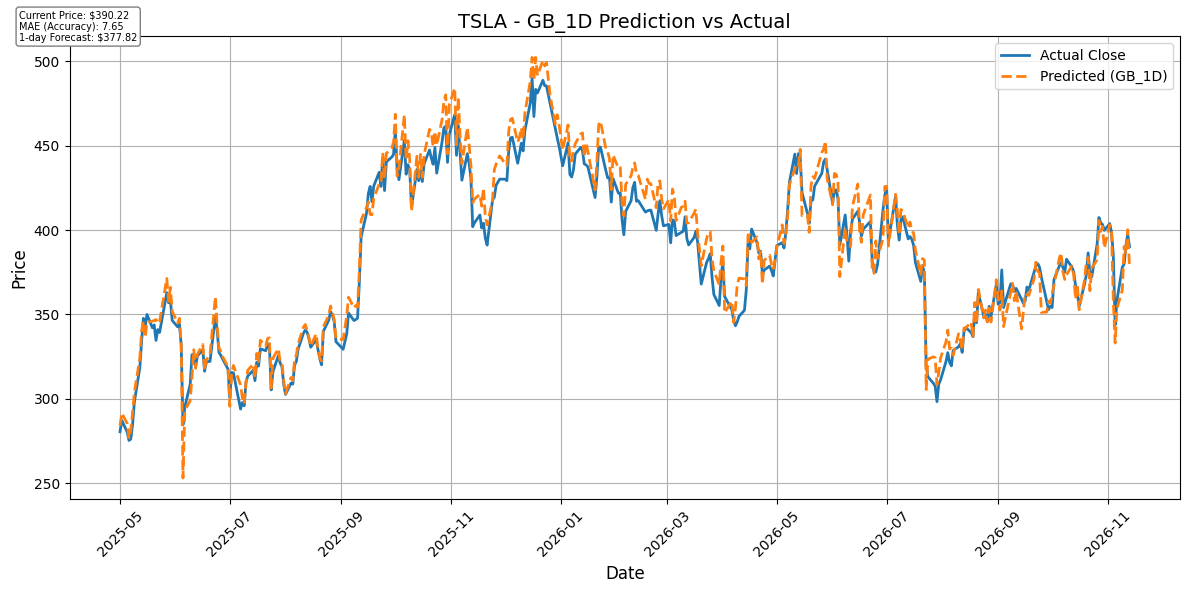 TSLA - GB_1D Prediction vs Actual
Current Price: $390.22
MAE (Accuracy): 7.65
1-day Forecast: $377.82
Actual Close
Predicted (GB_1D)
Price
500
450
400
350
300
250
2025-05
2025-07
2025-09
2025-11
2026-01
2026-03
2026-05
2026-07
2026-09
2026-11
Date